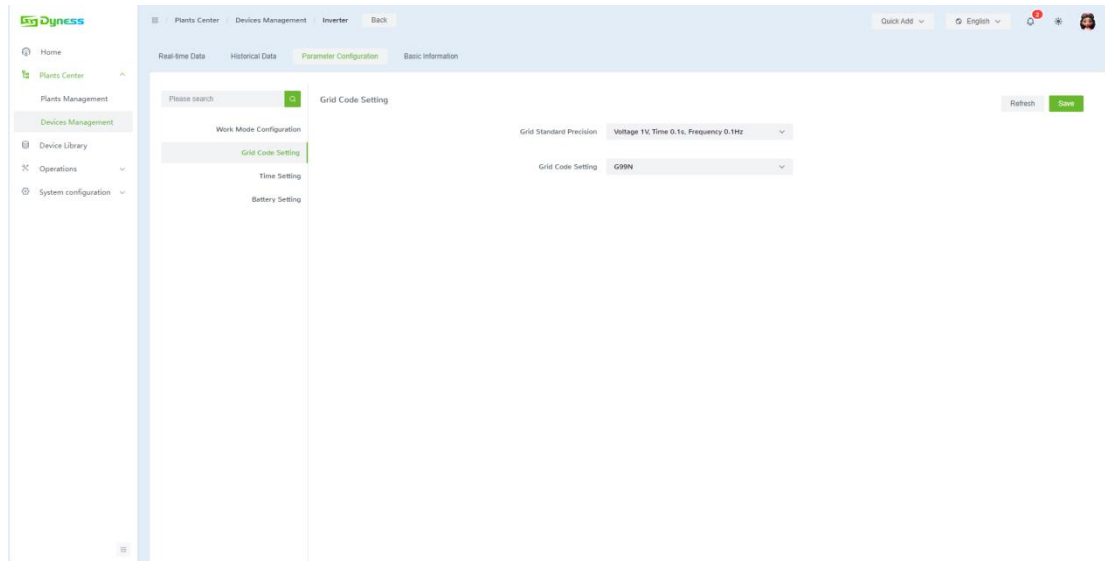 Dyness
Plants Center / Devices Management / Inverter Back
Quick Add English 3
Home
Plants Center
Plants Management
Devices Management
Device Library
Operations
System configuration
Real-time Data Historical Data Parameter Configuration Basic Information
Please search
Work Mode Configuration
Grid Code Setting
Time Setting
Battery Setting
Grid Code Setting
Refresh Save
Grid Standard Precision Voltage 1V, Time 0.1s, Frequency 0.1Hz
Grid Code Setting G99N